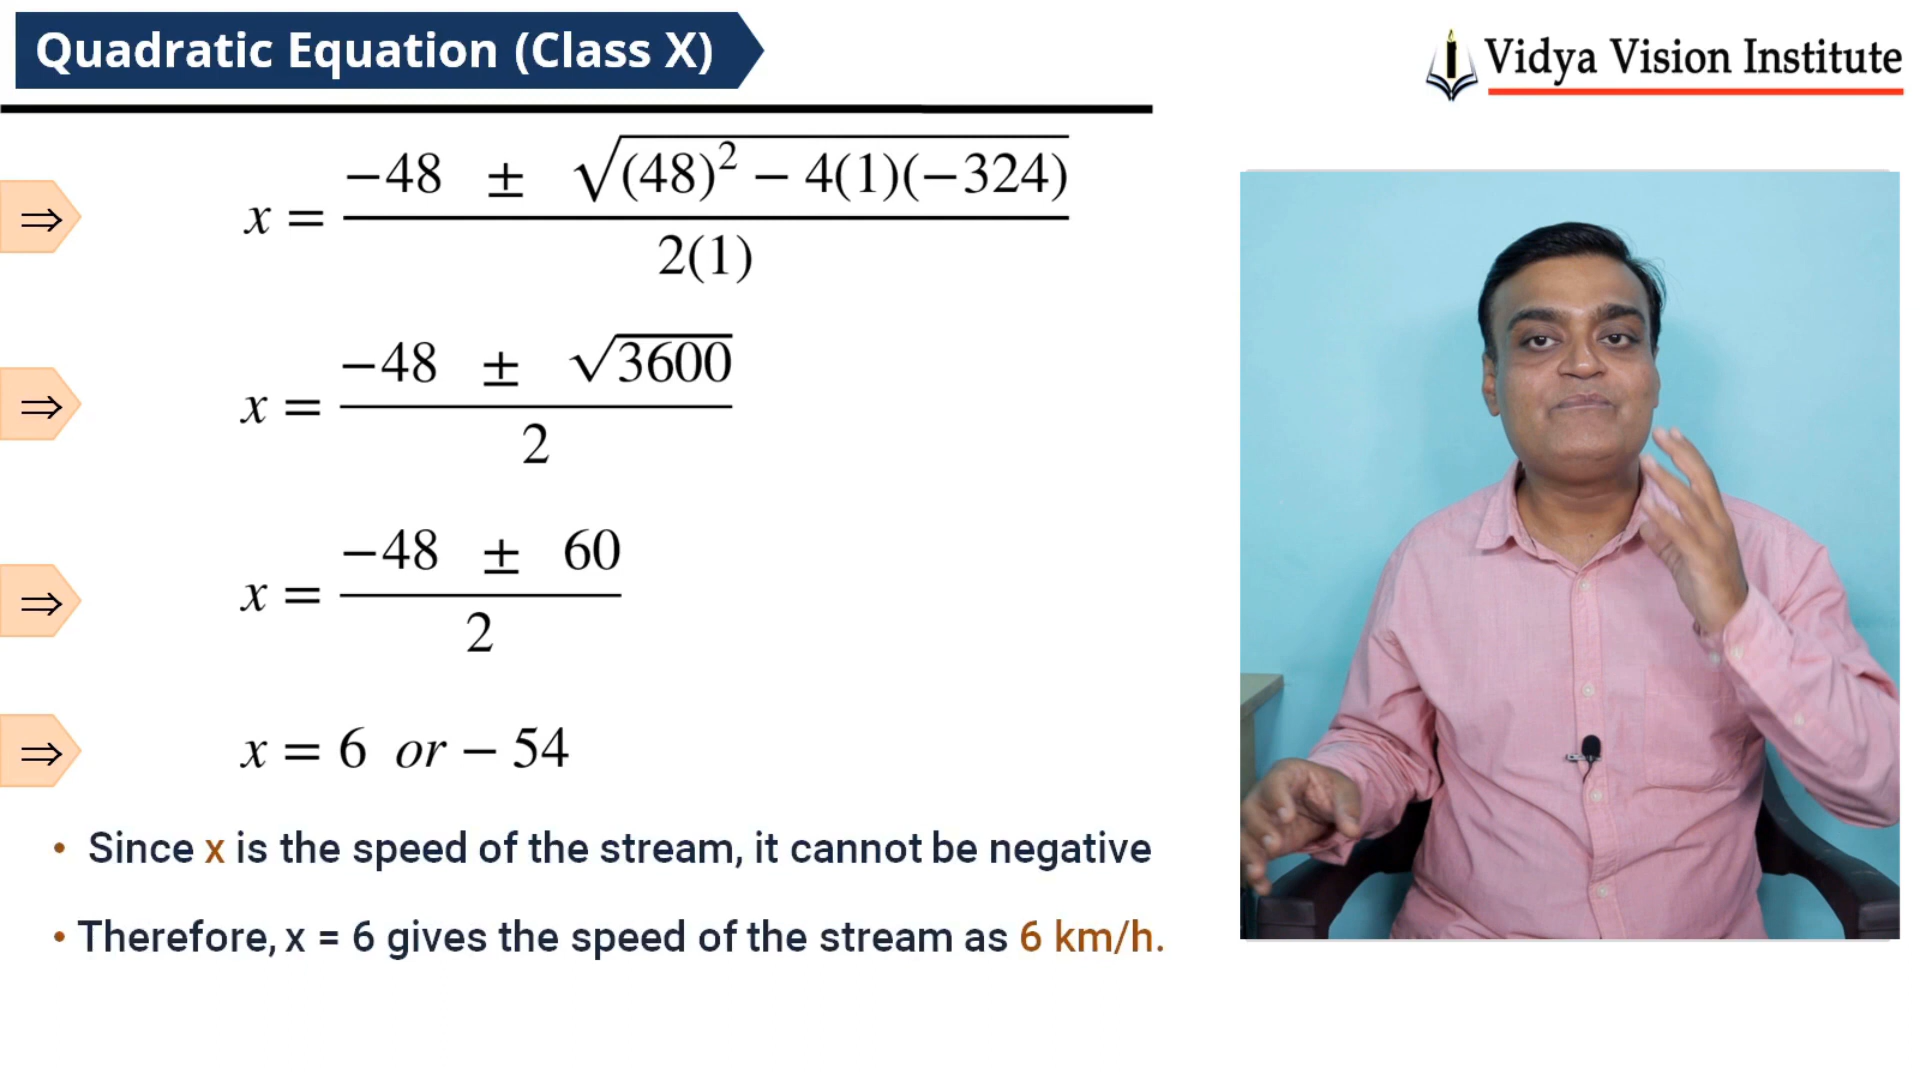 Quadratic Equation (Class X)
Vidya Vision Institute
⇒ x = (−48 ± √((48)² − 4(1)(−324))) / 2(1)
⇒ x = (−48 ± √3600) / 2
⇒ x = (−48 ± 60) / 2
⇒ x = 6 or − 54
• Since x is the speed of the stream, it cannot be negative
• Therefore, x = 6 gives the speed of the stream as 6 km/h.